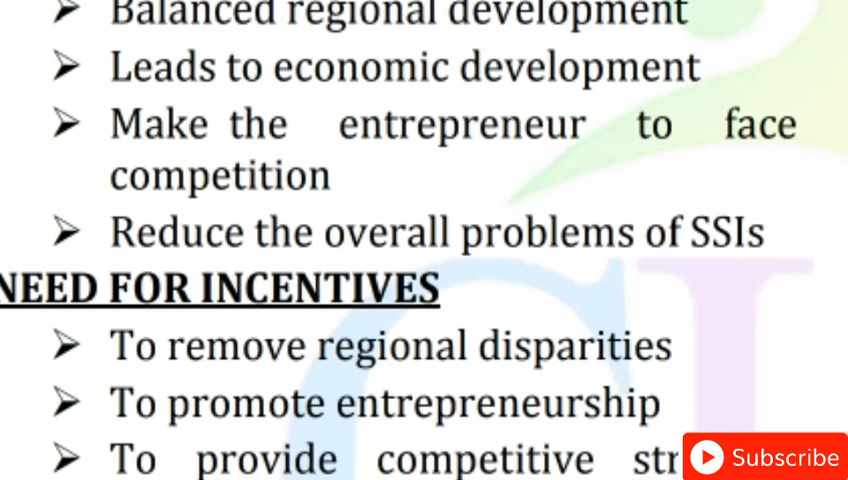 ➤ Balanced regional development
➤ Leads to economic development
➤ Make the entrepreneur to face
competition
➤ Reduce the overall problems of SSIs
NEED FOR INCENTIVES
➤ To remove regional disparities
➤ To promote entrepreneurship
➤ To provide competitive
Subscribe